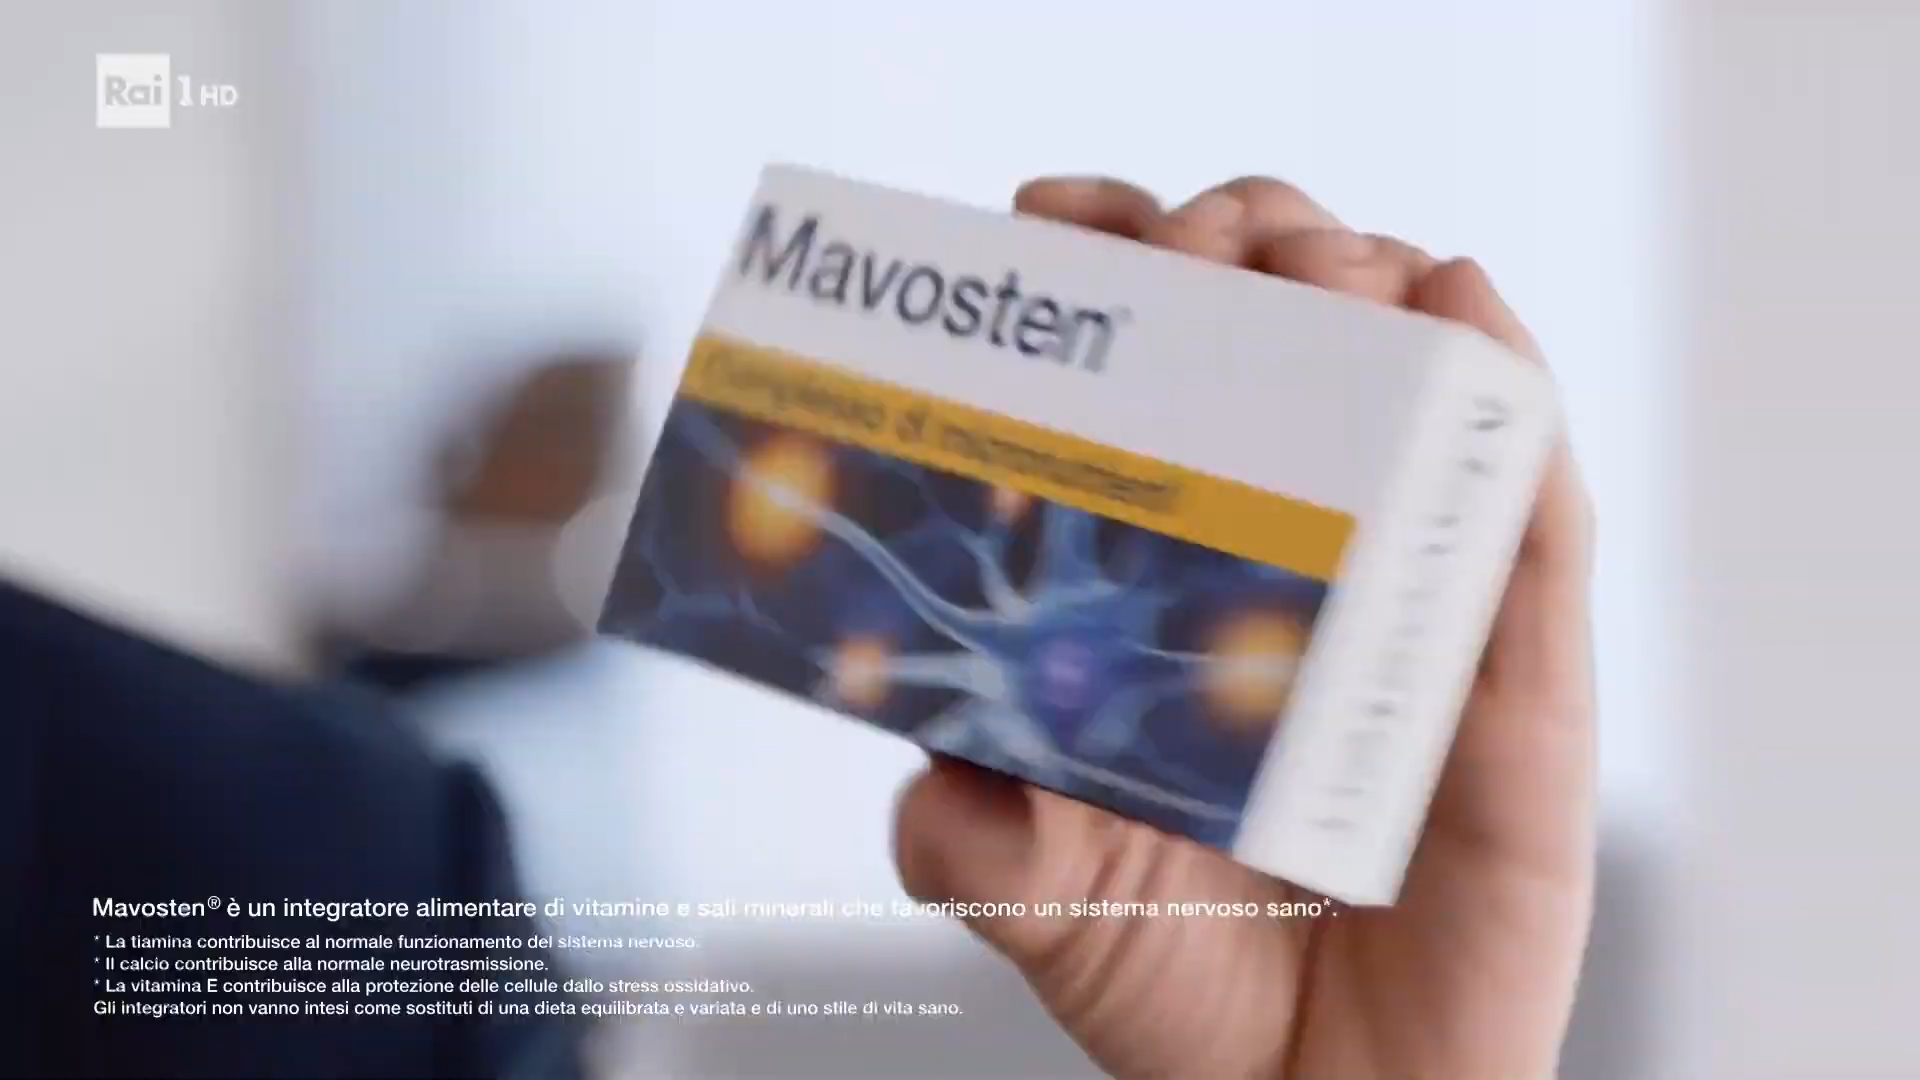 Rai 1 HD
Mavosten
Complesso di micronutrienti
Mavosten® è un integratore alimentare di vitamine e sali minerali che favoriscono un sistema nervoso sano*.
* La tiamina contribuisce al normale funzionamento del sistema nervoso.
* Il calcio contribuisce alla normale neurotrasmissione.
* La vitamina E contribuisce alla protezione delle cellule dallo stress ossidativo.
Gli integratori non vanno intesi come sostituti di una dieta equilibrata e variata e di uno stile di vita sano.